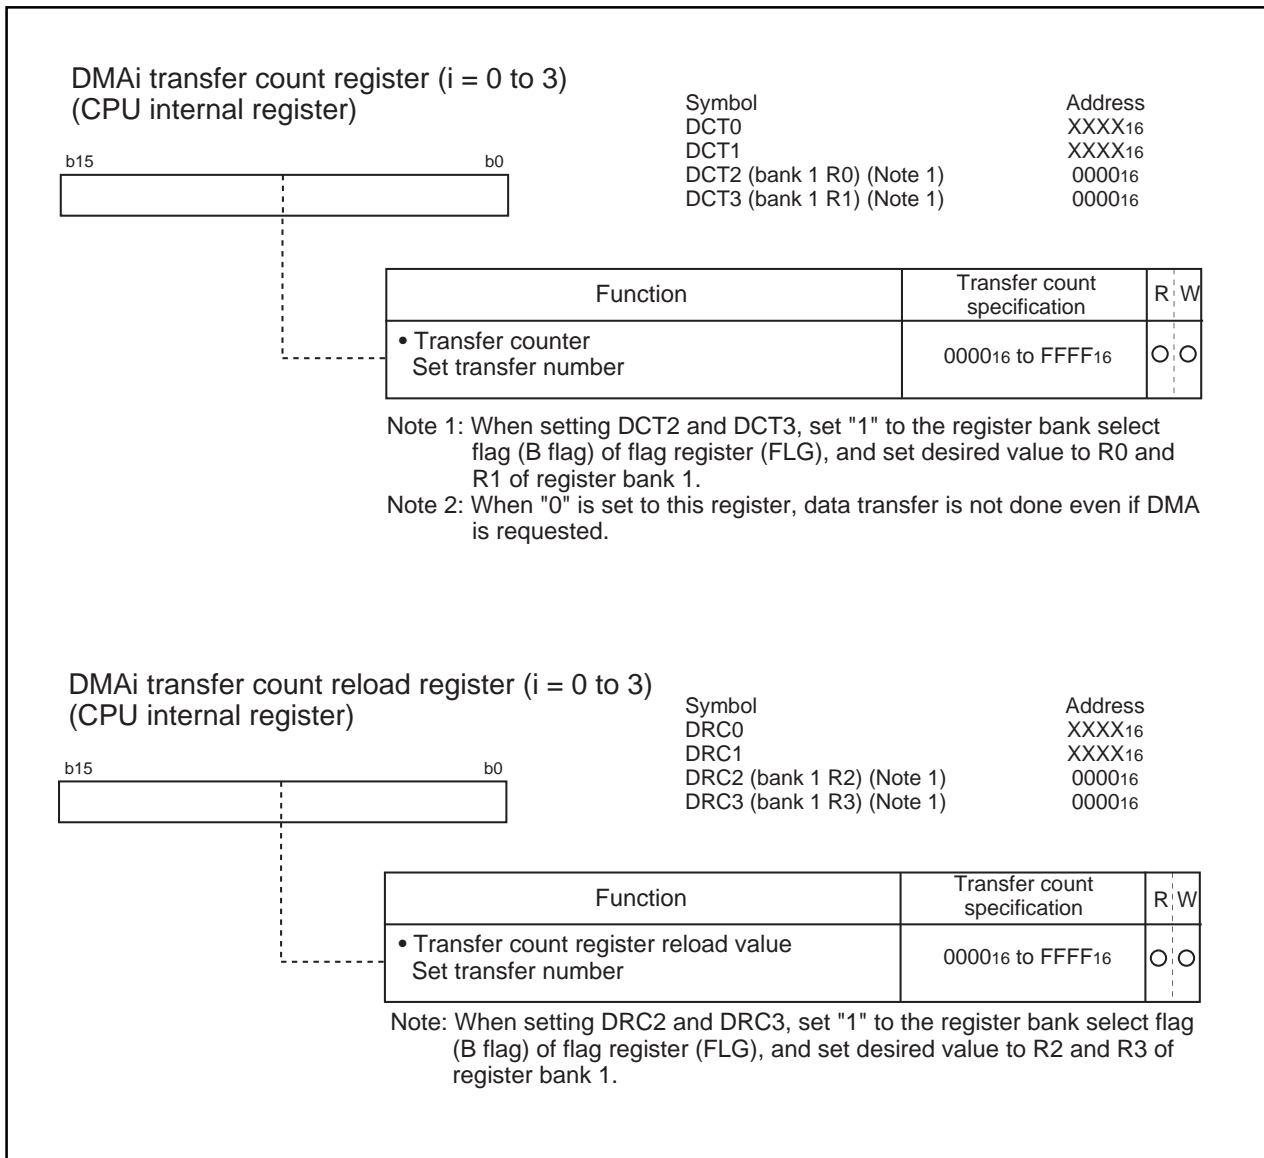 DMAi transfer count register (i = 0 to 3)
(CPU internal register)
Symbol Address
DCT0 XXXX16
DCT1 XXXX16
DCT2 (bank 1 R0) (Note 1) 000016
DCT3 (bank 1 R1) (Note 1) 000016
b15 b0
Function Transfer count specification R W
• Transfer counter
Set transfer number
000016 to FFFF16
Note 1: When setting DCT2 and DCT3, set "1" to the register bank select
flag (B flag) of flag register (FLG), and set desired value to R0 and
R1 of register bank 1.
Note 2: When "0" is set to this register, data transfer is not done even if DMA
is requested.
DMAi transfer count reload register (i = 0 to 3)
(CPU internal register)
Symbol Address
DRC0 XXXX16
DRC1 XXXX16
DRC2 (bank 1 R2) (Note 1) 000016
DRC3 (bank 1 R3) (Note 1) 000016
b15 b0
Function Transfer count specification R W
• Transfer count register reload value
Set transfer number
000016 to FFFF16
Note: When setting DRC2 and DRC3, set "1" to the register bank select flag
(B flag) of flag register (FLG), and set desired value to R2 and R3 of
register bank 1.